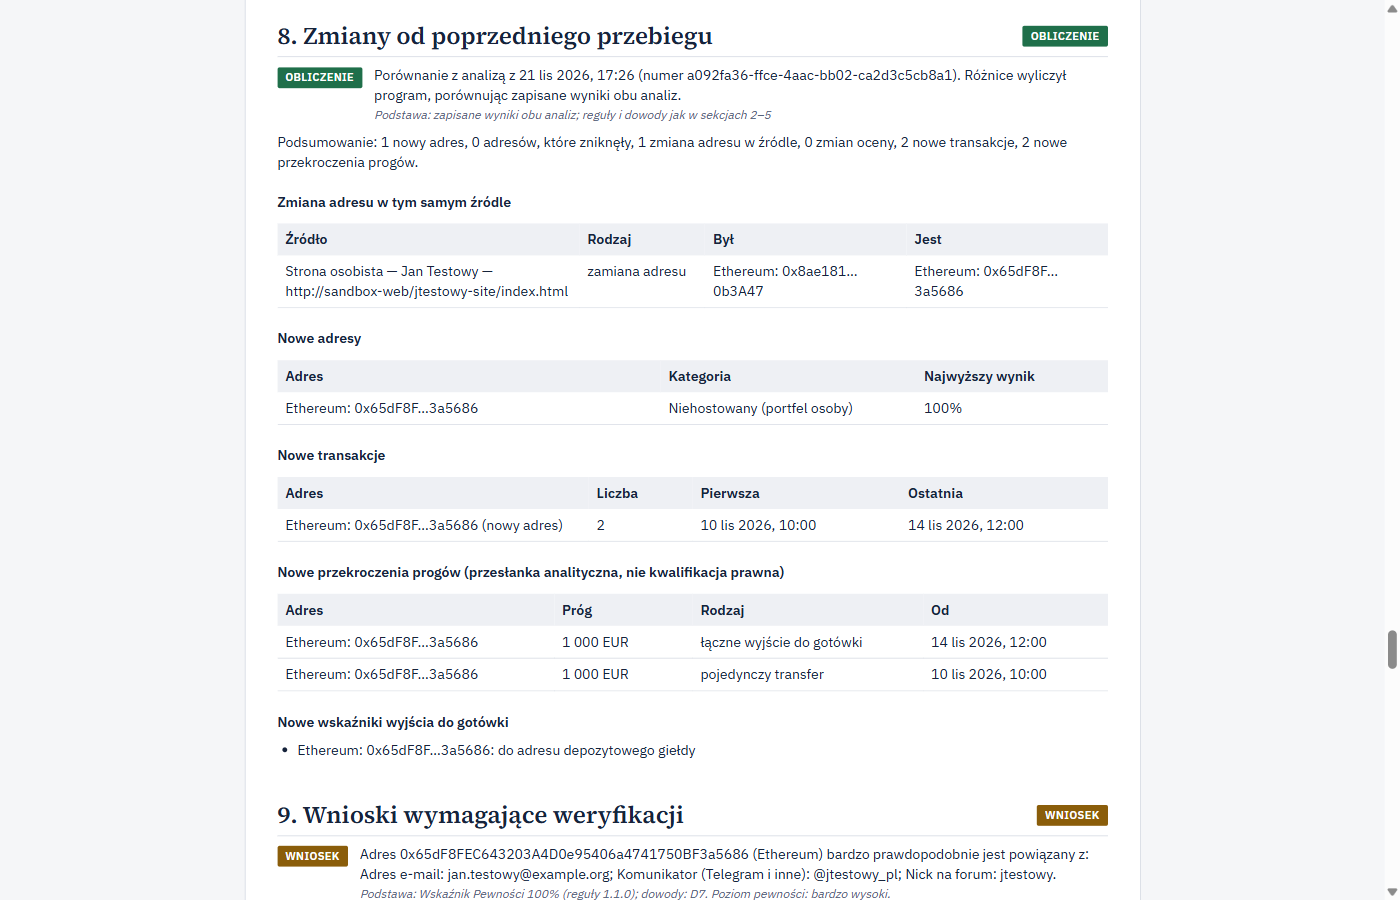 8. Zmiany od poprzedniego przebiegu
OBLICZENIE
OBLICZENIE
Porównanie z analizą z 21 lis 2026, 17:26 (numer a092fa36-ffce-4aac-bb02-ca2d3c5cb8a1). Różnice wyliczył
program, porównując zapisane wyniki obu analiz.
Podstawa: zapisane wyniki obu analiz; reguły i dowody jak w sekcjach 2–5
Podsumowanie: 1 nowy adres, 0 adresów, które zniknęły, 1 zmiana adresu w źródle, 0 zmian oceny, 2 nowe transakcje, 2 nowe
przekroczenia progów.
Zmiana adresu w tym samym źródle
Źródło Rodzaj Był Jest
Strona osobista — Jan Testowy — zamiana adresu Ethereum: 0x8ae181… Ethereum: 0x65dF8F…
http://sandbox-web/jtestowy-site/index.html 0b3A47 3a5686
Nowe adresy
Adres Kategoria Najwyższy wynik
Ethereum: 0x65dF8F…3a5686 Niehostowany (portfel osoby) 100%
Nowe transakcje
Adres Liczba Pierwsza Ostatnia
Ethereum: 0x65dF8F…3a5686 (nowy adres) 2 10 lis 2026, 10:00 14 lis 2026, 12:00
Nowe przekroczenia progów (przesłanka analityczna, nie kwalifikacja prawna)
Adres Próg Rodzaj Od
Ethereum: 0x65dF8F…3a5686 1 000 EUR łączne wyjście do gotówki 14 lis 2026, 12:00
Ethereum: 0x65dF8F…3a5686 1 000 EUR pojedynczy transfer 10 lis 2026, 10:00
Nowe wskaźniki wyjścia do gotówki
• Ethereum: 0x65dF8F…3a5686: do adresu depozytowego giełdy
9. Wnioski wymagające weryfikacji
WNIOSEK
WNIOSEK
Adres 0x65dF8FEC643203A4D0e95406a4741750BF3a5686 (Ethereum) bardzo prawdopodobnie jest powiązany z:
Adres e-mail: jan.testowy@example.org; Komunikator (Telegram i inne): @jtestowy_pl; Nick na forum: jtestowy.
Podstawa: Wskaźnik Pewności 100% (reguły 1.1.0); dowody: D7. Poziom pewności: bardzo wysoki.